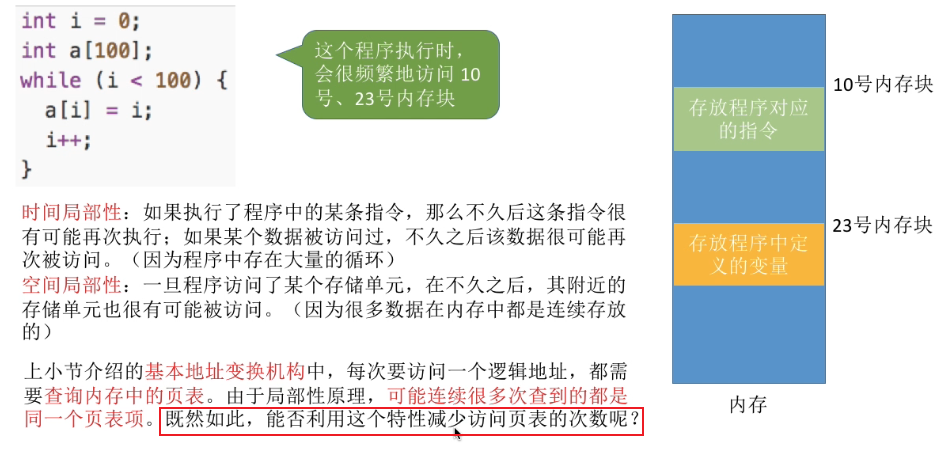 int i = 0;
int a[100];
while (i < 100) {
a[i] = i;
i++;
}
这个程序执行时，
会很频繁地访问 10
号、23号内存块
存放程序对应
的指令
10号内存块
存放程序中定
义的变量
23号内存块
内存
时间局部性：如果执行了程序中的某条指令，那么不久后这条指令很
有可能再次执行；如果某个数据被访问过，不久之后该数据很可能再
次被访问。（因为程序中存在大量的循环）
空间局部性：一旦程序访问了某个存储单元，在不久之后，其附近的
存储单元也很有可能被访问。（因为很多数据在内存中都是连续存放
的）
上小节介绍的基本地址变换机构中，每次要访问一个逻辑地址，都需
要查询内存中的页表。由于局部性原理，可能连续很多次查到的都是
同一个页表项。既然如此，能否利用这个特性减少访问页表的次数呢？